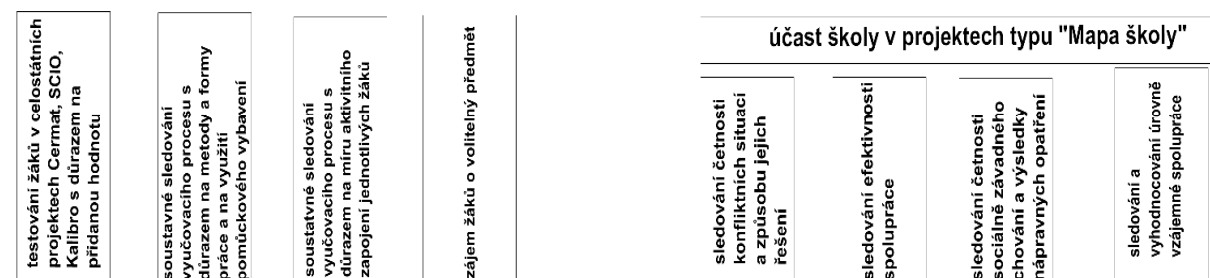 testování žáků v celostátních
projektech Cermat, SCIO,
Kalibro s důrazem na
přidanou hodnotu
soustavné sledování
vyučovacího procesu s
důrazem na metody a formy
práce a na využití
pomůckového vybavení
soustatvné sledování
vyučovacího procesu s
důrazem na míru aktivitního
zapojení jednotlivých žáků
zájem žáků o volitelný předmět
účast školy v projektech typu "Mapa školy"
sledování četnosti
konfliktních situací
a způsobu jejich
řešení
sledování efektivnosti
spolupráce
sledování četnosti
sociálně závadného
chování a výsledky
nápravných opatření
sledování a
vyhodnocování úrovně
vzájemné spolupráce